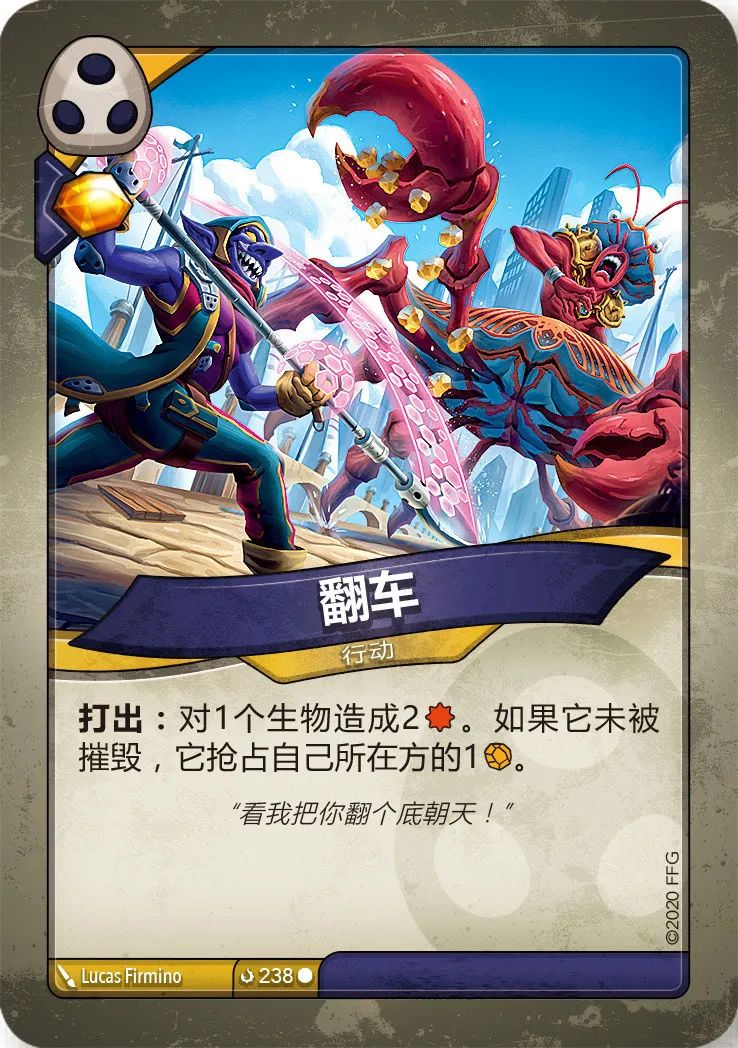 翻车
行动
打出：对1个生物造成2。如果它未被
摧毁，它抢占自己所在方的1。
“看我把你翻个底朝天！”
©2020 FFG
Lucas Firmino
238